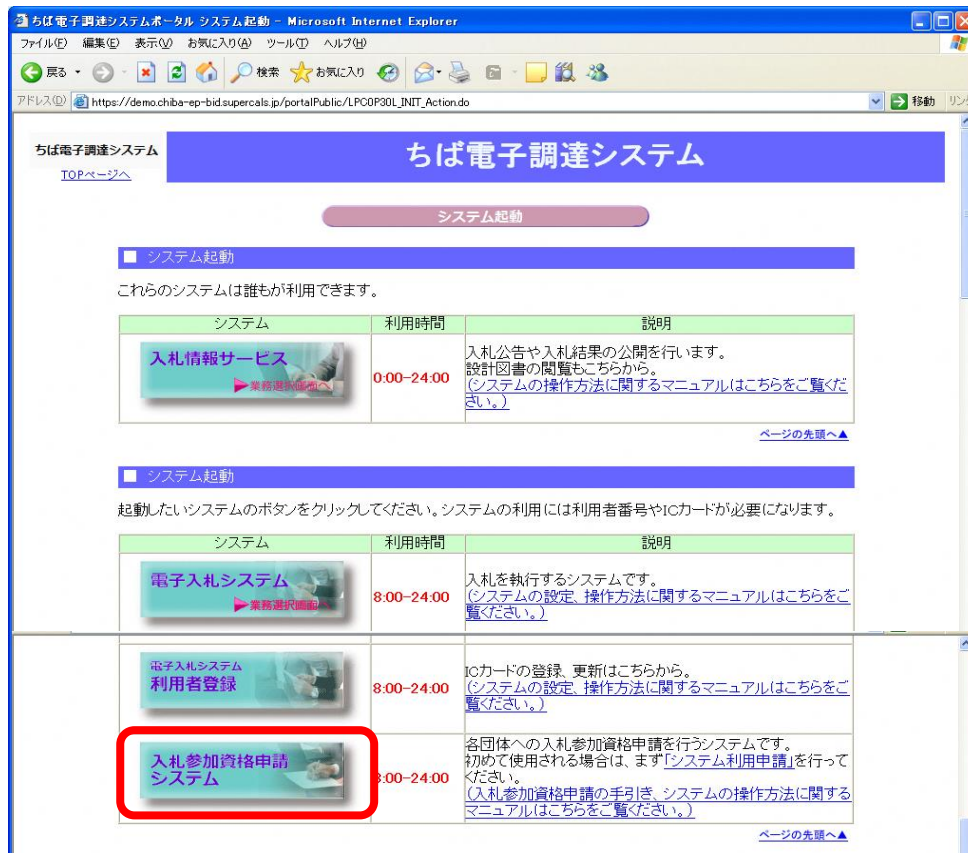 ちば電子調達システムポータル システム起動 - Microsoft Internet Explorer
ファイル(F) 編集(E) 表示(V) お気に入り(A) ツール(T) ヘルプ(H)
戻る 検索 お気に入り
アドレス(D) https://demo.chiba-ep-bid.supercals.jp/portalPublic/LPC0P30L_INIT_Action.do 移動
ちば電子調達システム
TOPページへ
ちば電子調達システム
システム起動
■ システム起動
これらのシステムは誰もが利用できます。
システム 利用時間 説明
入札情報サービス
▶業務選択画面へ
0:00-24:00
入札公告や入札結果の公開を行います。
設計図書の閲覧もこちらから。
(システムの操作方法に関するマニュアルはこちらをご覧くだ
さい。)
ページの先頭へ▲
■ システム起動
起動したいシステムのボタンをクリックしてください。システムの利用には利用者番号やICカードが必要になります。
システム 利用時間 説明
電子入札システム
▶業務選択画面へ
8:00-24:00
入札を執行するシステムです。
(システムの設定、操作方法に関するマニュアルはこちらをご
覧ください。)
電子入札システム
利用者登録
8:00-24:00
ICカードの登録、更新はこちらから。
(システムの設定、操作方法に関するマニュアルはこちらをご
覧ください。)
入札参加資格申請
システム
:00-24:00
各団体への入札参加資格申請を行うシステムです。
初めて使用される場合は、まず「システム利用申請」を行って
ください。
(入札参加資格申請の手引き、システムの操作方法に関する
マニュアルはこちらをご覧ください。)
ページの先頭へ▲